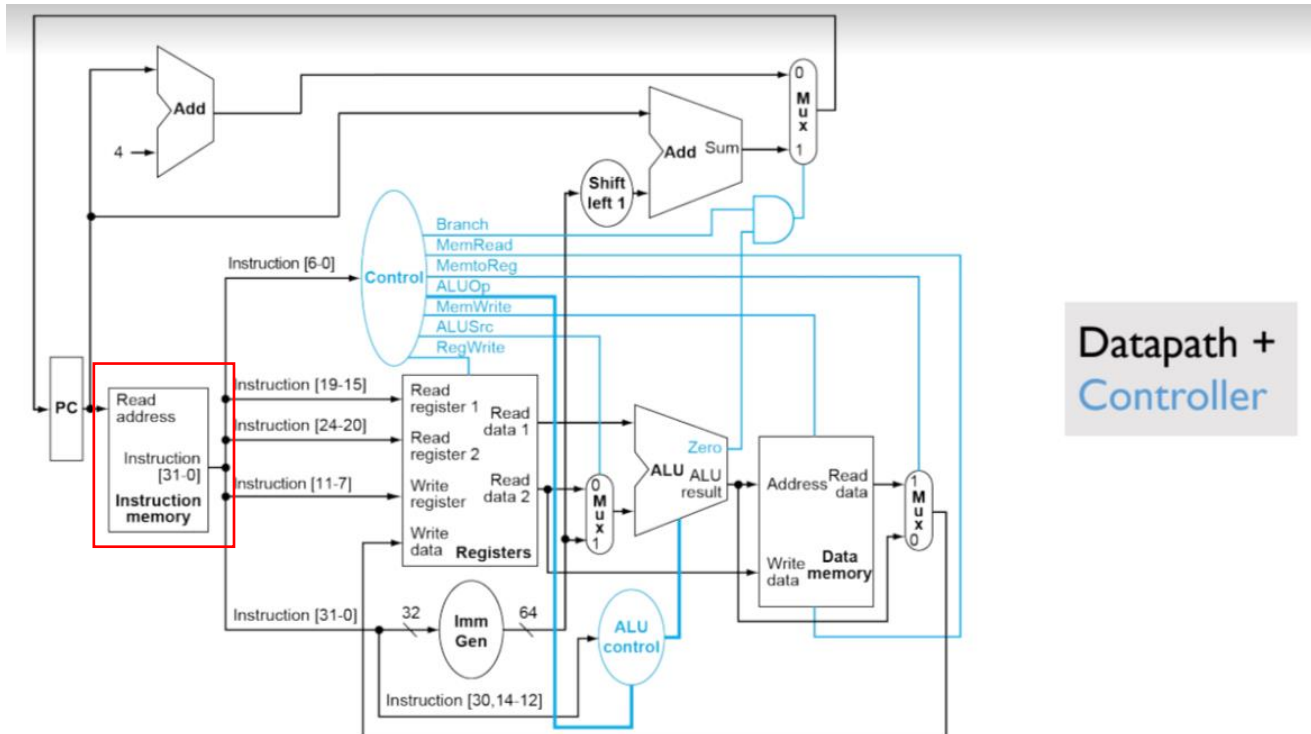 Add
4
Add Sum
0
M
u
x
1
Shift
left 1
Branch
MemRead
MemtoReg
ALUOp
MemWrite
ALUSrc
RegWrite
Control
Instruction [6-0]
Datapath +
Controller
PC
Read
address
Instruction
[31-0]
Instruction
memory
Instruction [19-15]
Instruction [24-20]
Instruction [11-7]
Read
register 1
Read
data 1
Read
register 2
Write
register
Read
data 2
Write
data
Registers
0
M
u
x
1
Zero
ALU
ALU
result
Address
Read
data
Write
data
Data
memory
1
M
u
x
0
Instruction [31-0]
32
Imm
Gen
64
ALU
control
Instruction [30,14-12]